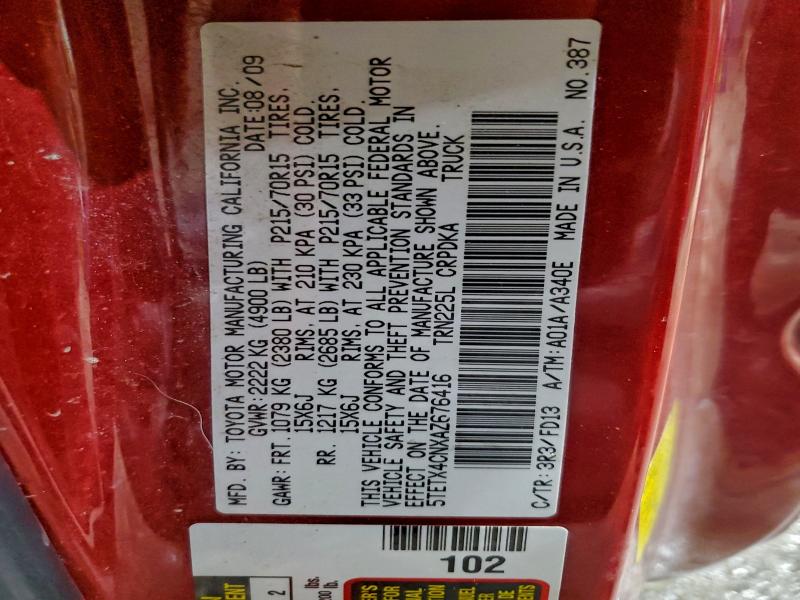 MFD. BY: TOYOTA MOTOR MANUFACTURING CALIFORNIA INC.
GVWR: 2222 KG (4900 LB) DATE: 08/09
GAWR: FRT. 1079 KG (2380 LB) WITH P215/70R15 TIRES,
15X6J RIMS, AT 210 KPA (30 PSI) COLD.
RR. 1217 KG (2685 LB) WITH P215/70R15 TIRES,
15X6J RIMS, AT 230 KPA (33 PSI) COLD.
THIS VEHICLE CONFORMS TO ALL APPLICABLE FEDERAL MOTOR
VEHICLE SAFETY AND THEFT PREVENTION STANDARDS IN
EFFECT ON THE DATE OF MANUFACTURE SHOWN ABOVE.
5TETX4CNXAZ676416 TRN225L CRPDKA TRUCK
C/TR: 3R3/FD13 A/TM: A01A/A340E MADE IN U.S.A. NO. 387
102
2
lbs.